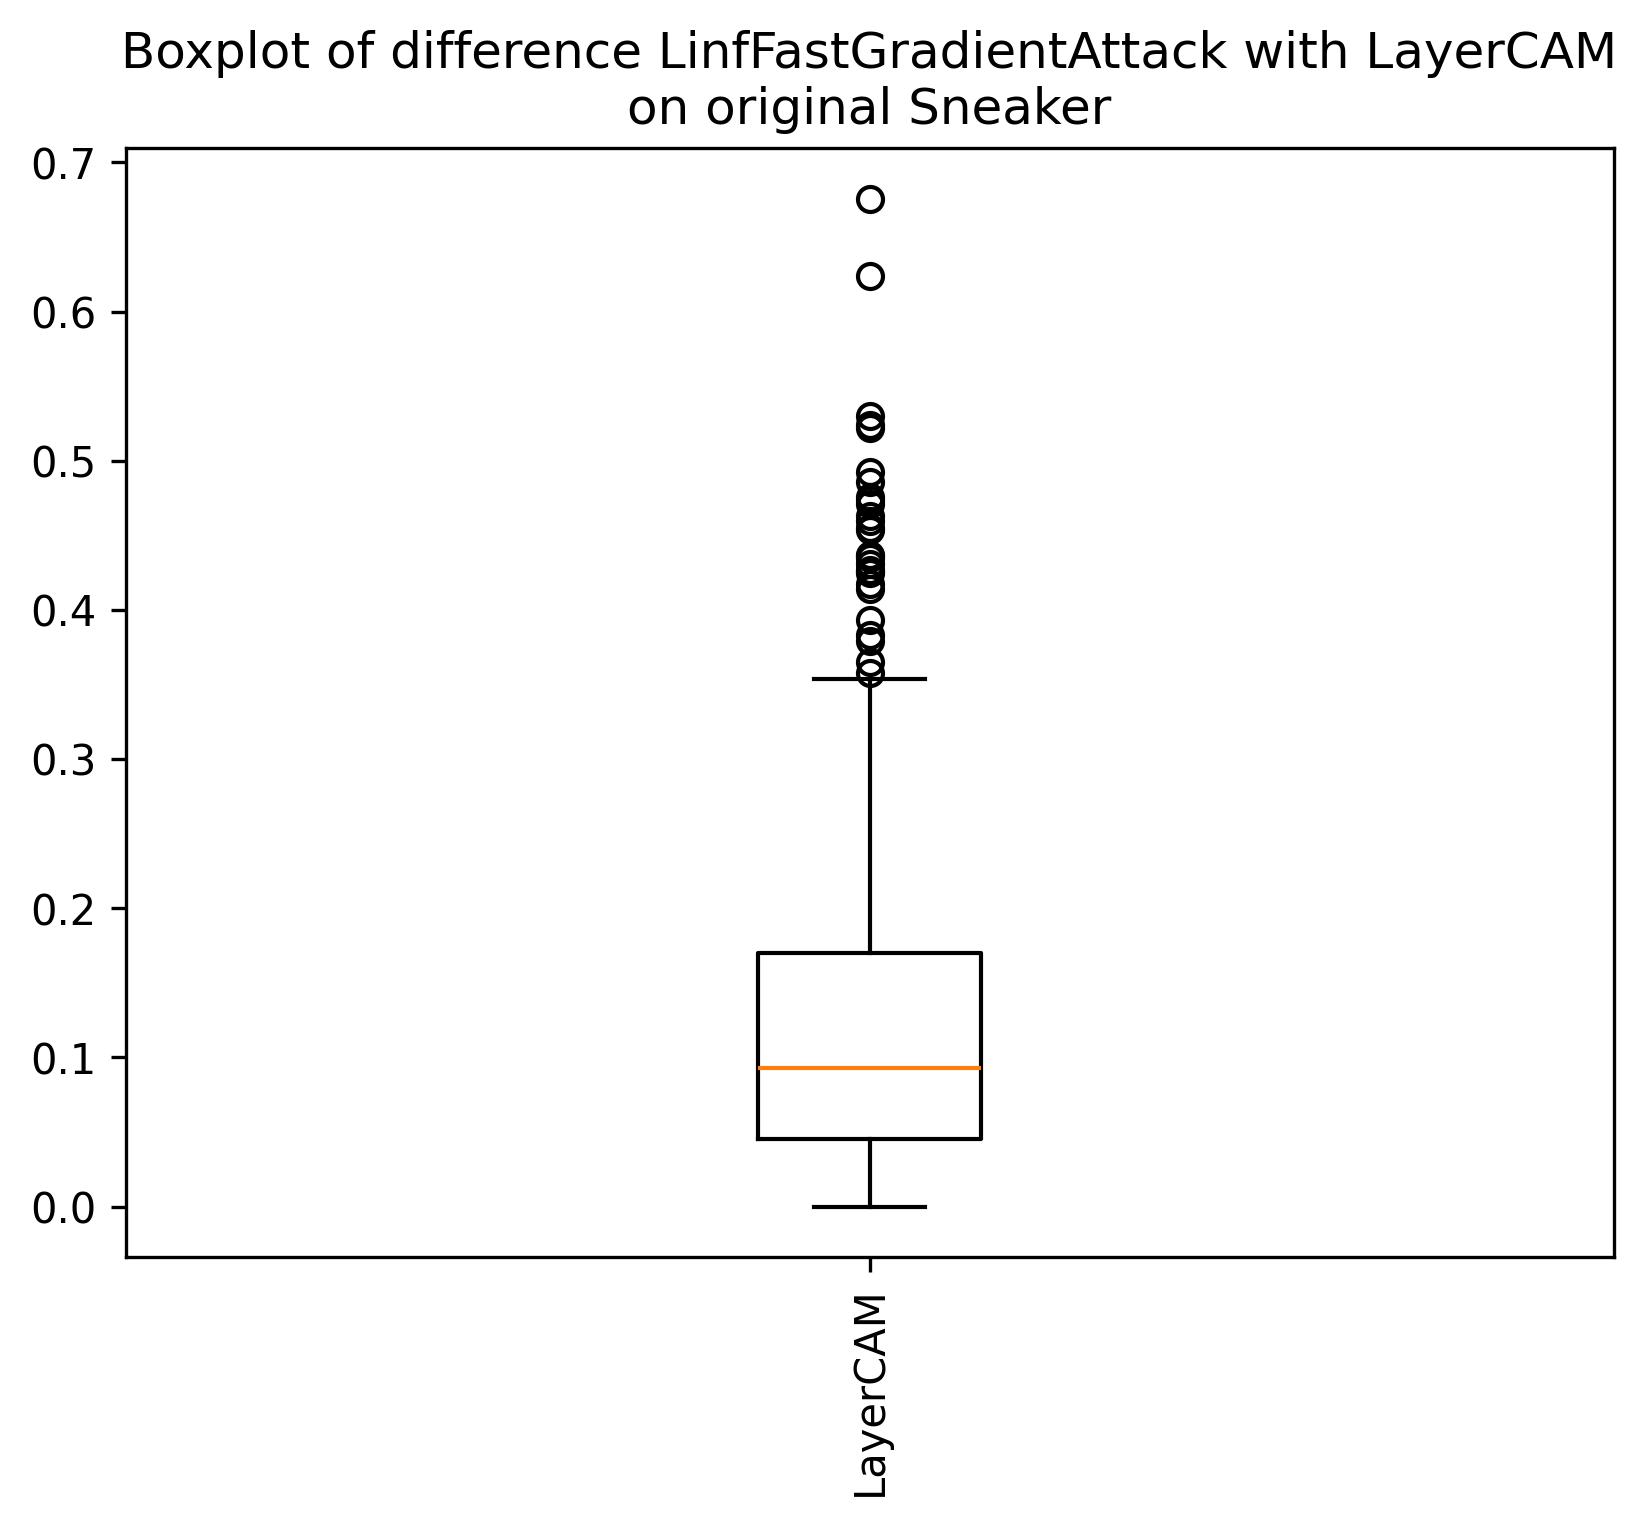 Boxplot of difference LinfFastGradientAttack with LayerCAM
on original Sneaker
0.7
0.6
0.5
0.4
0.3
0.2
0.1
0.0
LayerCAM